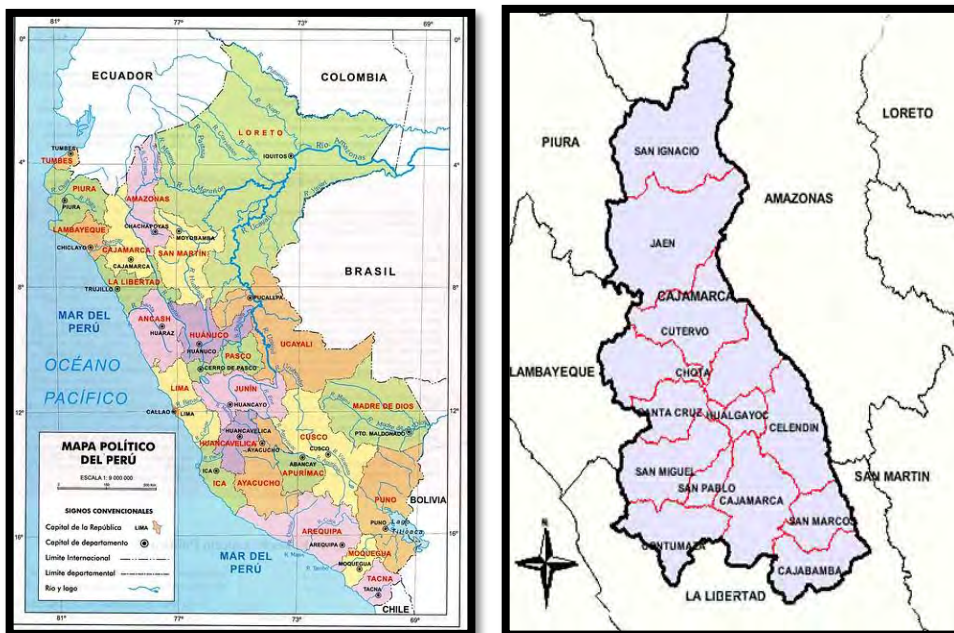 81° 77° 73° 69°
0°
ECUADOR
COLOMBIA
LORETO
IQUITOS
TUMBES
TUMBES
4°
PIURA
PIURA
AMAZONAS
CHACHAPOYAS
MOYOBAMBA
LAMBAYEQUE
CHICLAYO
CAJAMARCA
CAJAMARCA
SAN MARTÍN
LA LIBERTAD
TRUJILLO
BRASIL
8°
MAR DEL
PERÚ
PUCALLPA
ANCASH
HUARAZ
HUÁNUCO
HUÁNUCO
UCAYALI
PASCO
CERRO DE PASCO
OCÉANO
PACÍFICO
LIMA
JUNÍN
HUANCAYO
MADRE DE DIOS
12°
CALLAO
LIMA
PTO. MALDONADO
HUANCAVELICA
HUANCAVELICA
AYACUCHO
CUSCO
CUSCO
ABANCAY
APURÍMAC
ICA
ICA
AYACUCHO
PUNO
BOLIVIA
PUNO
Lago
Titicaca
AREQUIPA
AREQUIPA
16°
MAR DEL
PERÚ
MOQUEGUA
MOQUEGUA
TACNA
TACNA
CHILE
MAPA POLÍTICO
DEL PERÚ
ESCALA 1: 9 000 000
SIGNOS CONVENCIONALES
Capital de la República LIMA
Capital de departamento
Límite Internacional
Límite departamental
Río y lago
81° 77° 73° 69°
PIURA
LORETO
SAN IGNACIO
AMAZONAS
JAEN
CAJAMARCA
CUTERVO
CHOTA
LAMBAYEQUE
SANTA CRUZ
HUALGAYOC
CELENDIN
SAN MIGUEL
SAN PABLO
CAJAMARCA
SAN MARTIN
SAN MARCOS
CONTUMAZA
CAJABAMBA
LA LIBERTAD
N